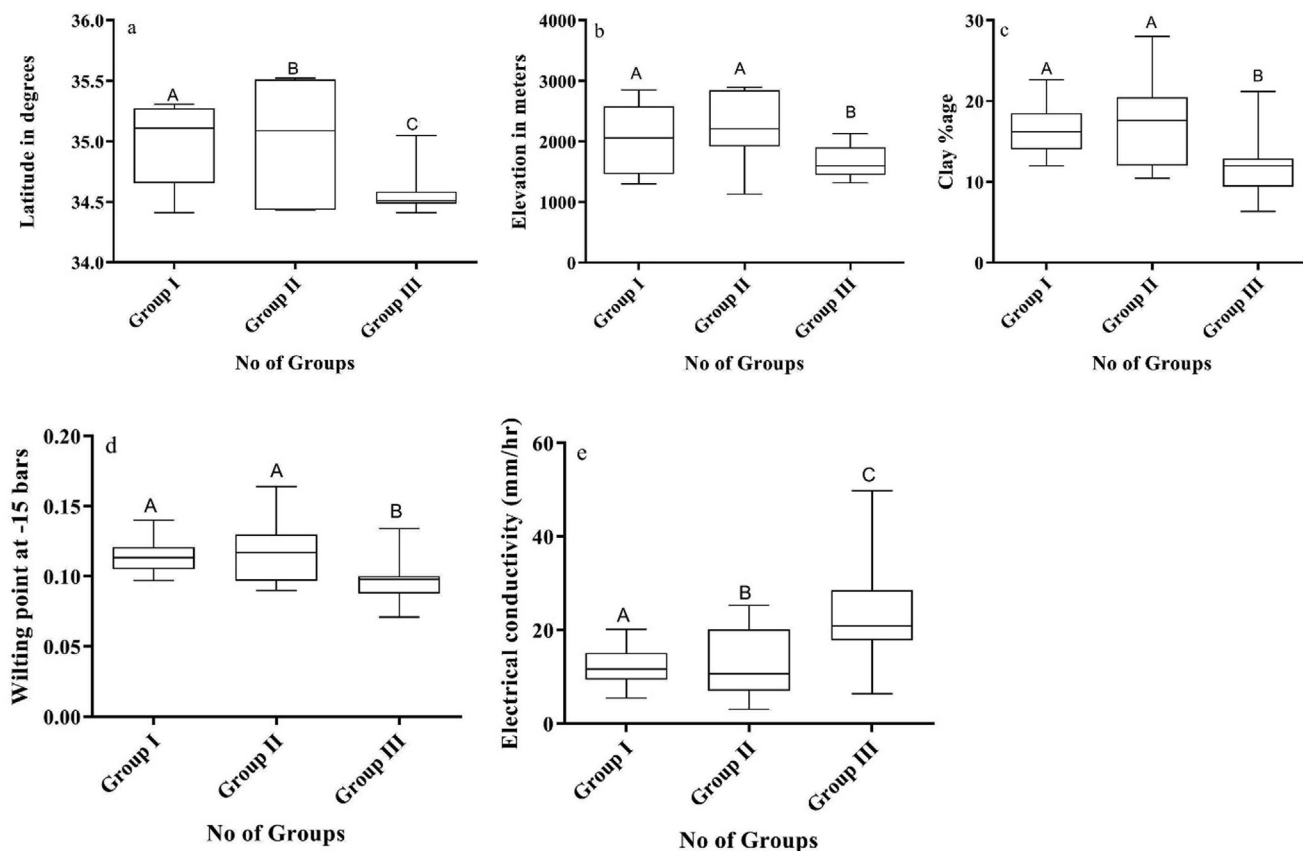 a
Latitude in degrees
36.0
35.5
35.0
34.5
34.0
A
B
C
Group I
Group II
Group III
No of Groups
b
Elevation in meters
4000
3000
2000
1000
0
A
A
B
Group I
Group II
Group III
No of Groups
c
Clay %age
30
20
10
0
A
A
B
Group I
Group II
Group III
No of Groups
d
Wilting point at -15 bars
0.20
0.15
0.10
0.05
0.00
A
A
B
Group I
Group II
Group III
No of Groups
e
Electrical conductivity (mm/hr)
60
40
20
0
A
B
C
Group I
Group II
Group III
No of Groups